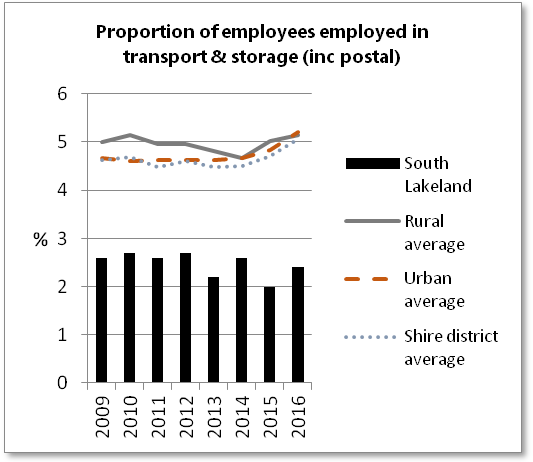 Proportion of employees employed in
transport & storage (inc postal)
6
5
4
3
2
1
0
%
2009
2010
2011
2012
2013
2014
2015
2016
South
Lakeland
Rural
average
Urban
average
Shire district
average